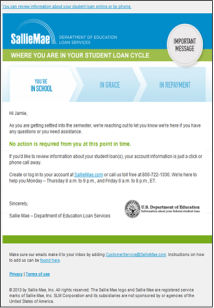 You can review information about your student loan online or by phone.
SallieMae
DEPARTMENT OF EDUCATION
LOAN SERVICES
IMPORTANT
MESSAGE
WHERE YOU ARE IN YOUR STUDENT LOAN CYCLE
YOU'RE
IN SCHOOL
IN GRACE
IN REPAYMENT
Hi Jamie,
As you are getting settled into the semester, we're reaching out to let you know we're here if you
have any questions or you need assistance.
No action is required from you at this point in time.
If you'd like to review information about your student loan(s), your account information is just a click or
phone call away.
Create or log in to your account at SallieMae.com or call us toll free at 800-722-1300. We're here to
help you Monday – Thursday 8 a.m. to 9 p.m., and Friday 8 a.m. to 8 p.m., ET.
Sincerely,
Sallie Mae – Department of Education Loan Services
U.S. Department of Education
Information about your federal student loan
Make sure our emails make it to your inbox by adding CustomerService@SallieMae.com. Instructions on how
to add us can be found here.
Privacy | Terms of use
© 2013 by Sallie Mae, Inc. All rights reserved. The Sallie Mae logo and Sallie Mae are registered service
marks of Sallie Mae, Inc. SLM Corporation and its subsidiaries are not sponsored by or agencies of the
United States of America.